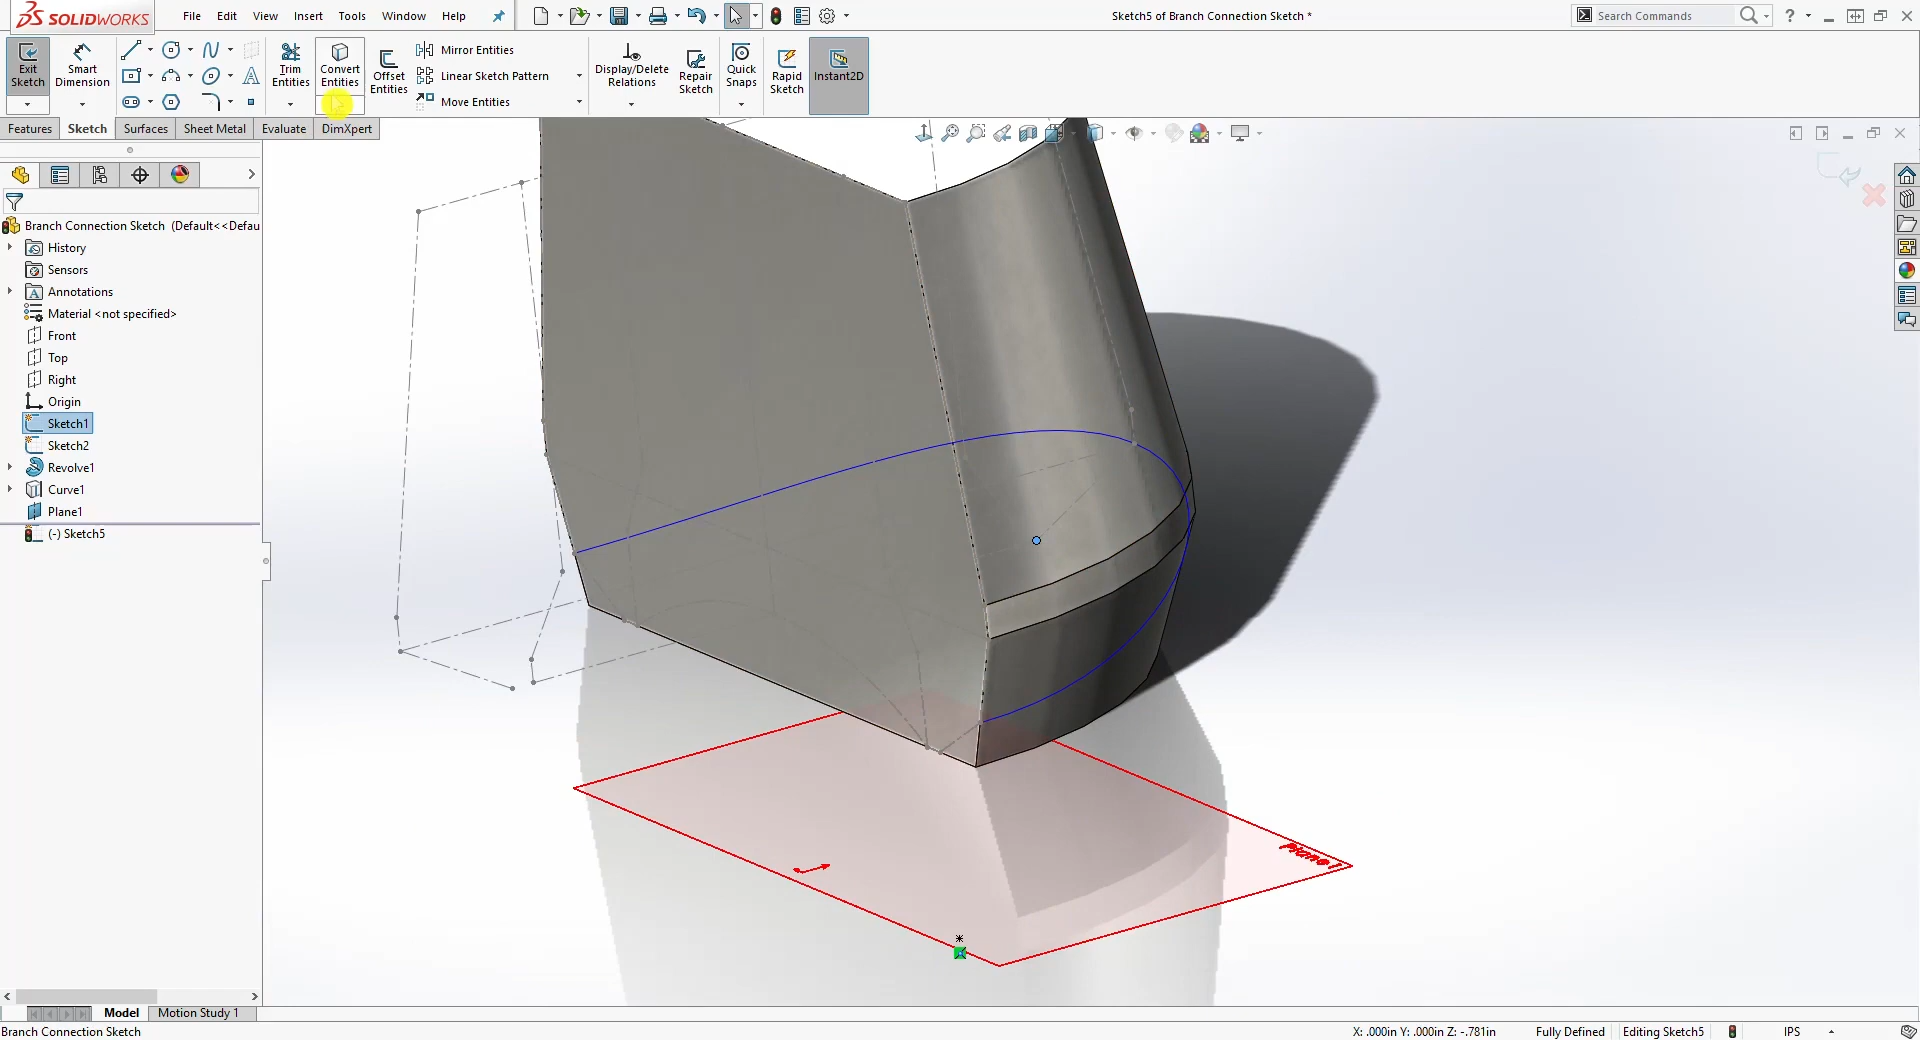 SOLIDWORKS
File Edit View Insert Tools Window Help
Sketch5 of Branch Connection Sketch *
Search Commands
Exit Sketch
Smart Dimension
Trim Entities
Convert Entities
Offset Entities
Mirror Entities
Linear Sketch Pattern
Move Entities
Display/Delete Relations
Repair Sketch
Quick Snaps
Rapid Sketch
Instant2D
Features Sketch Surfaces Sheet Metal Evaluate DimXpert
Branch Connection Sketch (Default<<Defau
History
Sensors
Annotations
Material <not specified>
Front
Top
Right
Origin
Sketch1
Sketch2
Revolve1
Curve1
Plane1
(-) Sketch5
Plane1
Model Motion Study 1
Branch Connection Sketch
X: .000in Y: .000in Z: -.781in Fully Defined Editing Sketch5 IPS